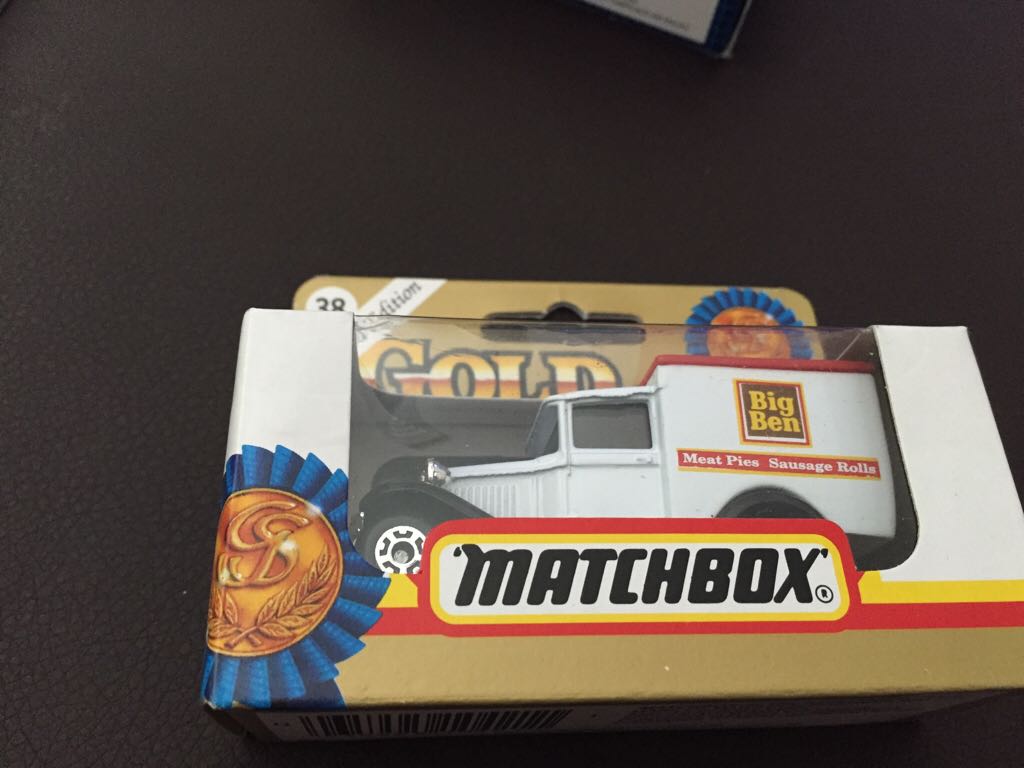 38
GOLD
Big
Ben
Meat Pies Sausage Rolls
'MATCHBOX'®